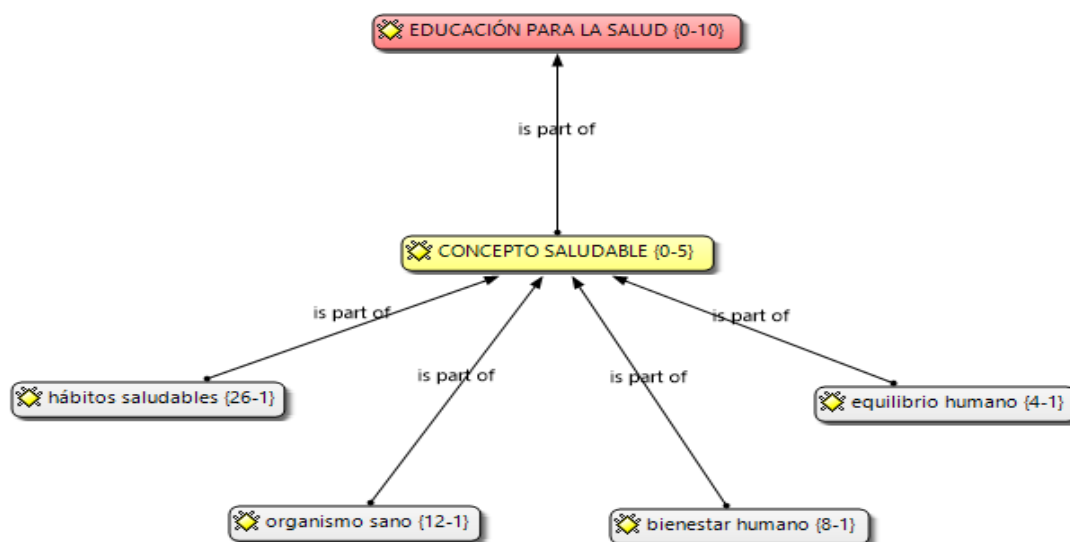 EDUCACIÓN PARA LA SALUD {0-10}
is part of
CONCEPTO SALUDABLE {0-5}
is part of
is part of
is part of
is part of
hábitos saludables {26-1}
equilibrio humano {4-1}
organismo sano {12-1}
bienestar humano {8-1}